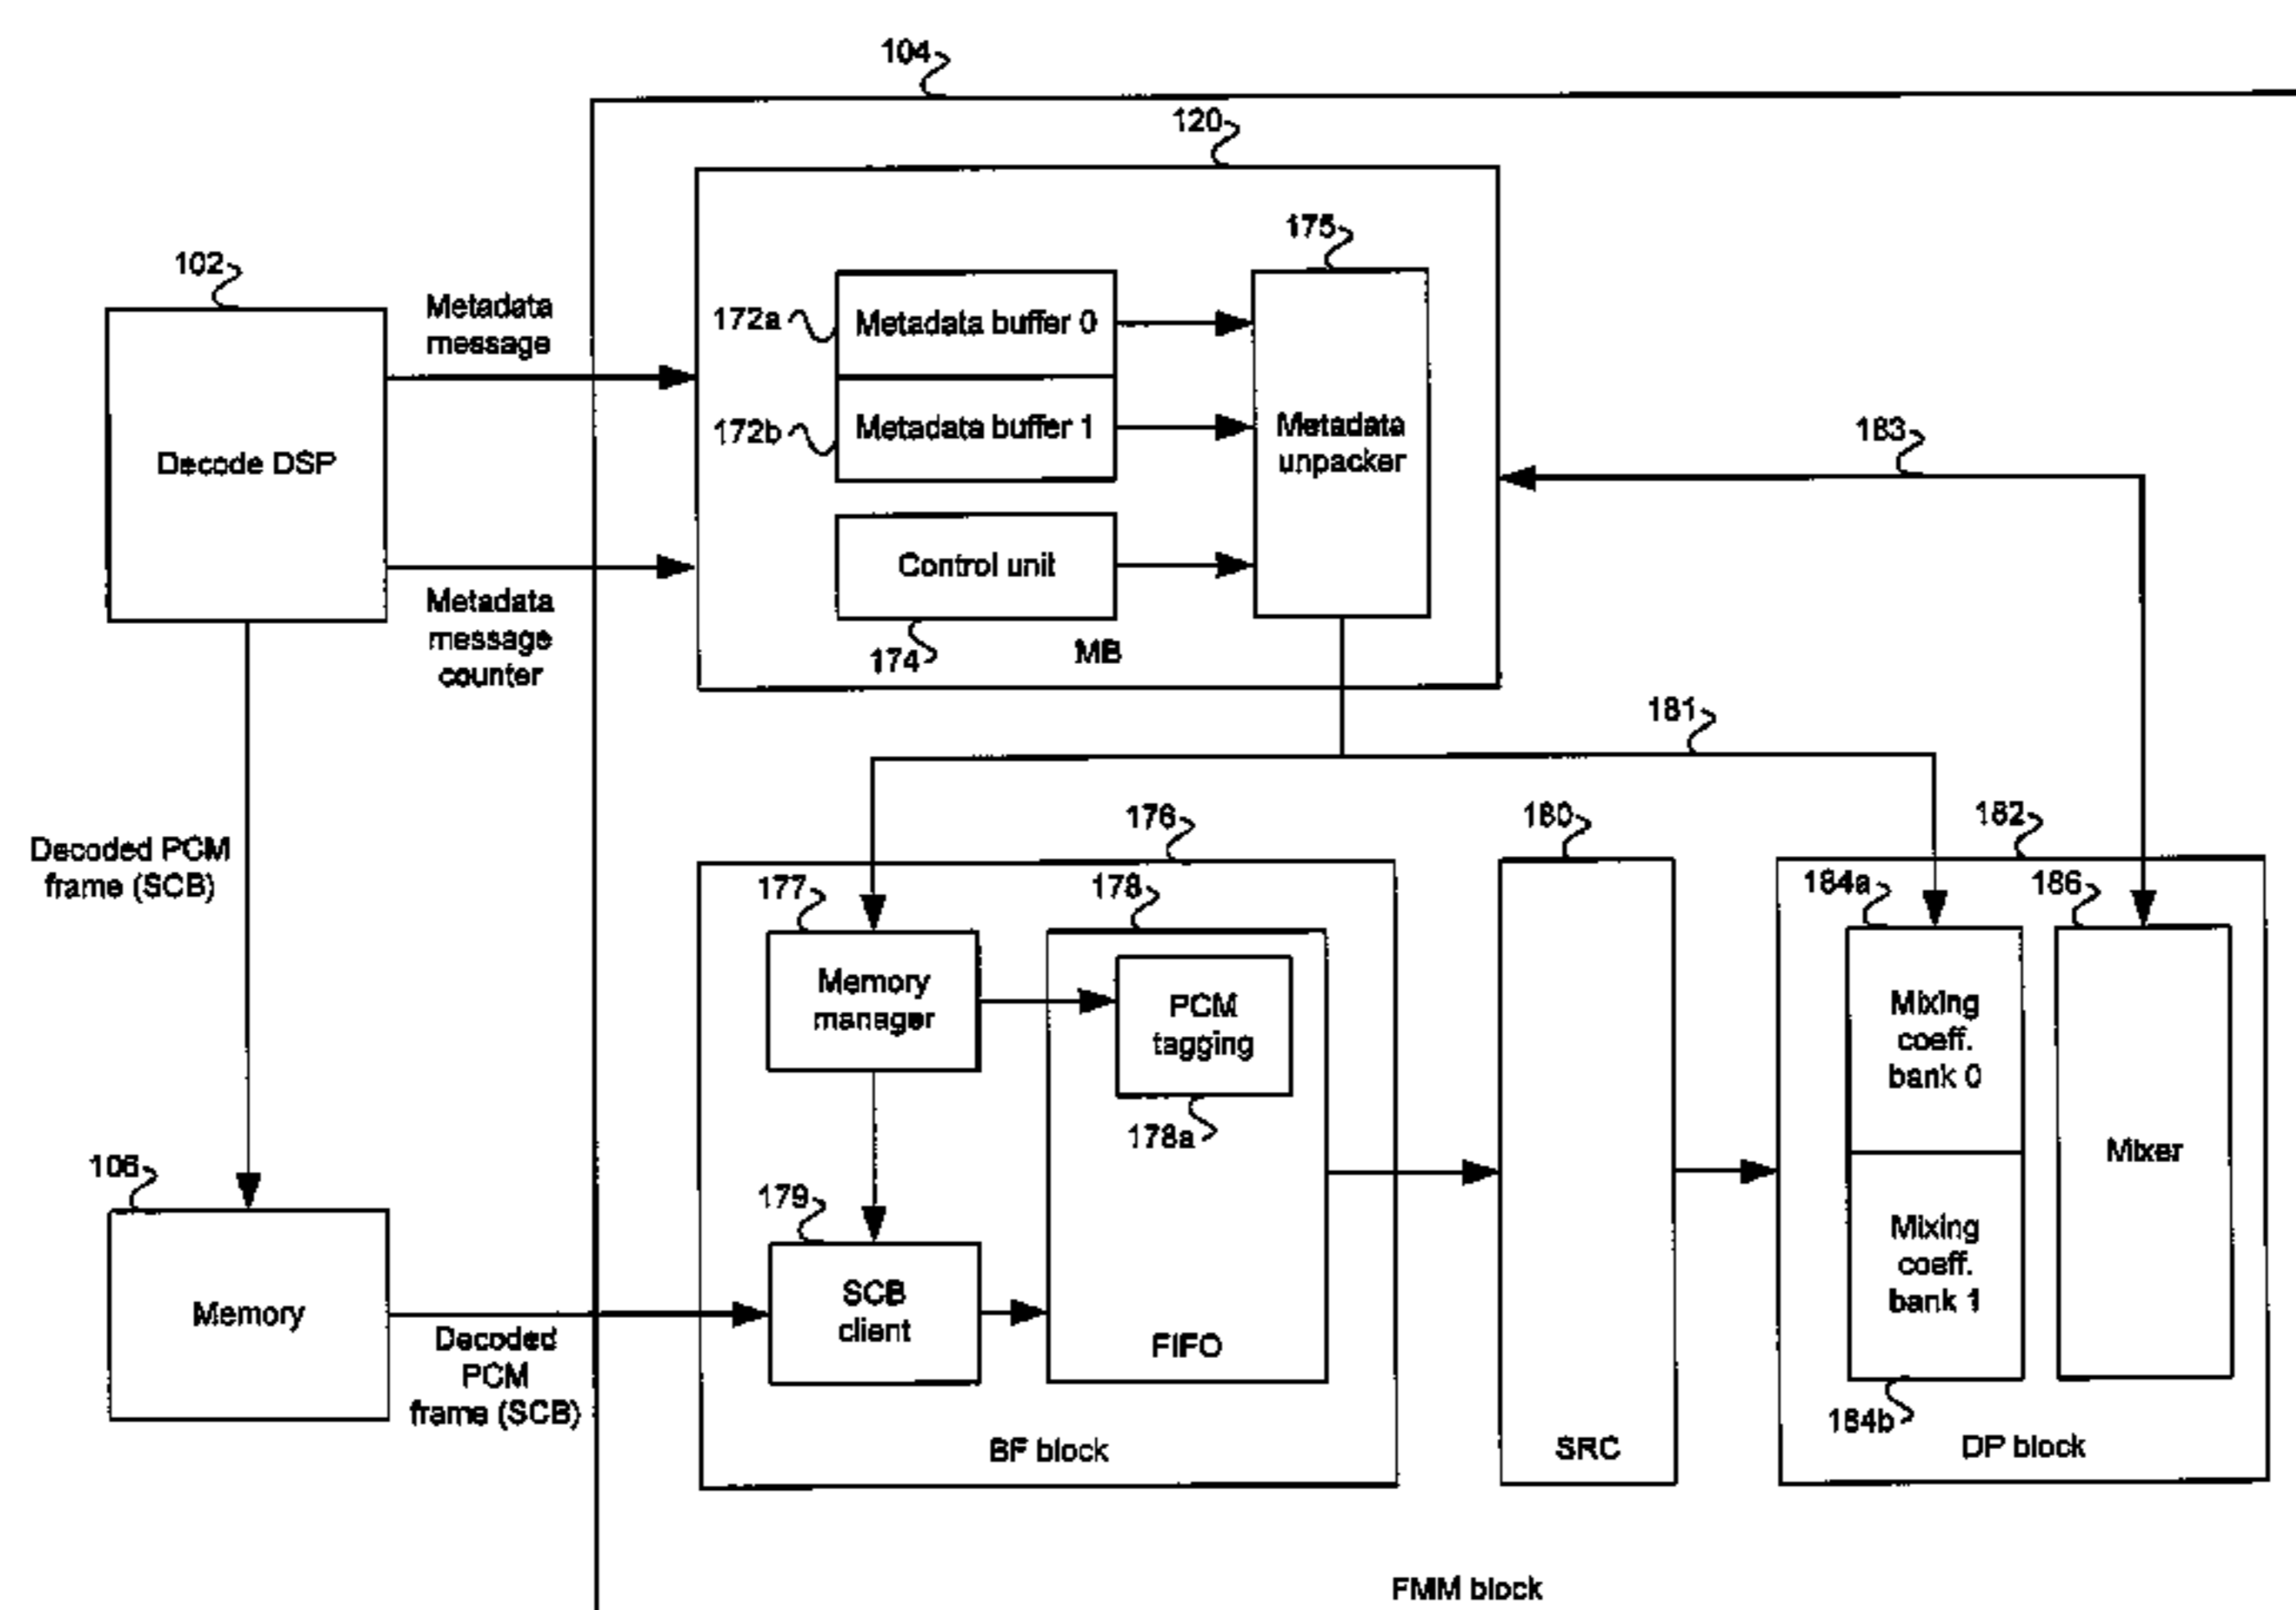 104
120
175
102
Metadata
message
172a
Metadata buffer 0
172b
Metadata buffer 1
Metadata
unpacker
183
Decode DSP
Control unit
Metadata
message
counter
174
MB
181
Decoded PCM
frame (SCB)
176
180
182
177
178
184a
186
Memory
manager
PCM
tagging
178a
Mixing
coeff.
bank 0
Mixer
106
179
Memory
SCB
client
FIFO
Mixing
coeff.
bank 1
Decoded
PCM
frame (SCB)
184b
BF block
SRC
DP block
FMM block